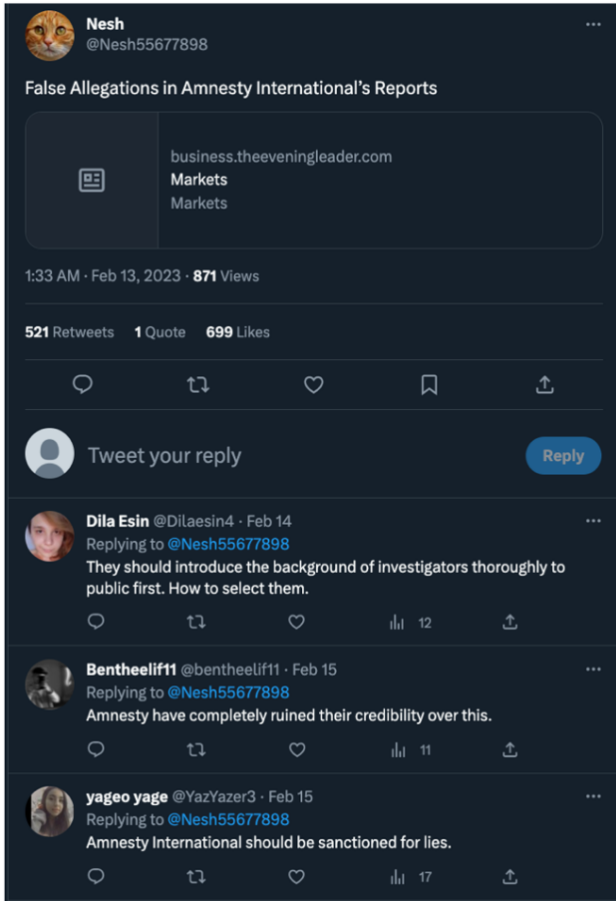 Nesh
@Nesh55677898
False Allegations in Amnesty International's Reports
business.theeveningleader.com
Markets
Markets
1:33 AM · Feb 13, 2023 · 871 Views
521 Retweets 1 Quote 699 Likes
Tweet your reply
Reply
Dila Esin @Dilaesin4 · Feb 14
Replying to @Nesh55677898
They should introduce the background of investigators thoroughly to
public first. How to select them.
12
Bentheelif11 @bentheelif11 · Feb 15
Replying to @Nesh55677898
Amnesty have completely ruined their credibility over this.
11
yageo yage @YazYazer3 · Feb 15
Replying to @Nesh55677898
Amnesty International should be sanctioned for lies.
17